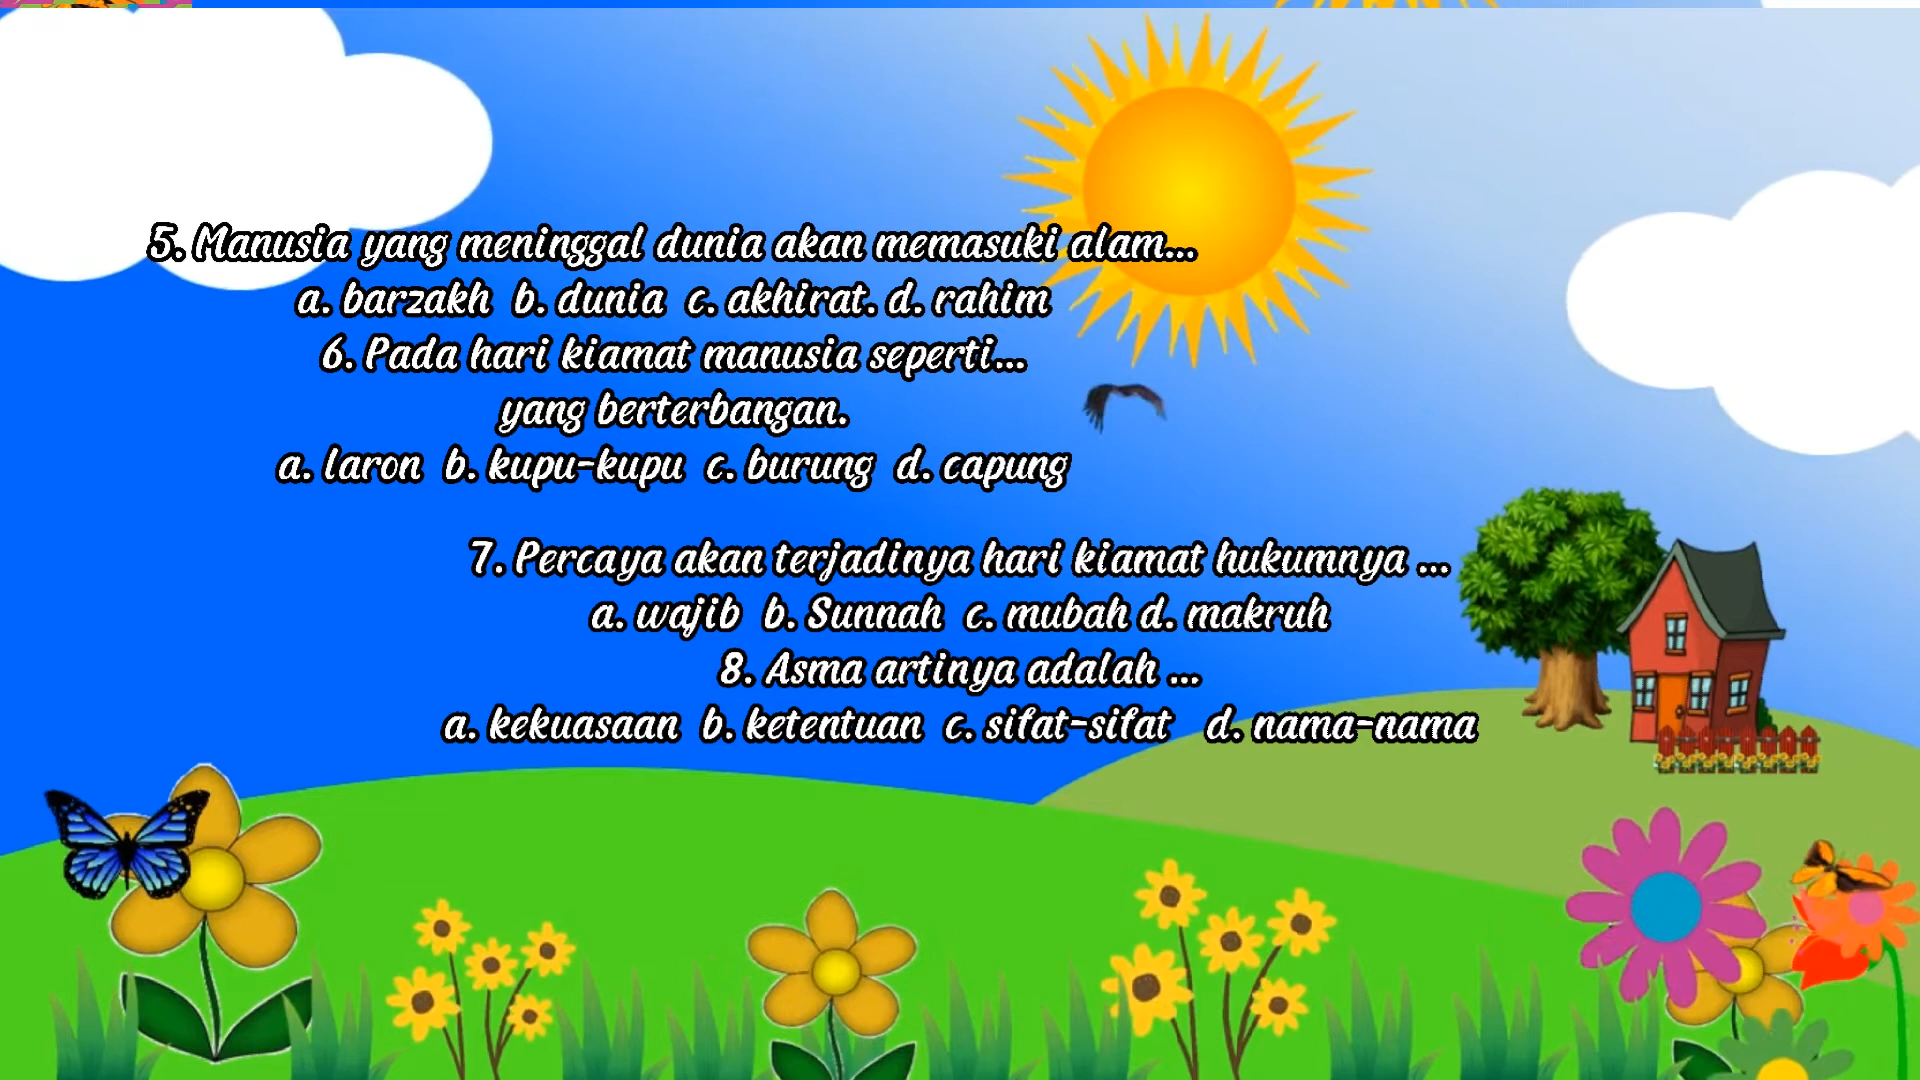 5. Manusia yang meninggal dunia akan memasuki alam...
a. barzakh b. dunia c. akhirat. d. rahim
6. Pada hari kiamat manusia seperti...
yang berterbangan.
a. laron b. kupu-kupu c. burung d. capung
7. Percaya akan terjadinya hari kiamat hukumnya ...
a. wajib b. Sunnah c. mubah d. makruh
8. Asma artinya adalah ...
a. kekuasaan b. ketentuan c. sifat-sifat d. nama-nama